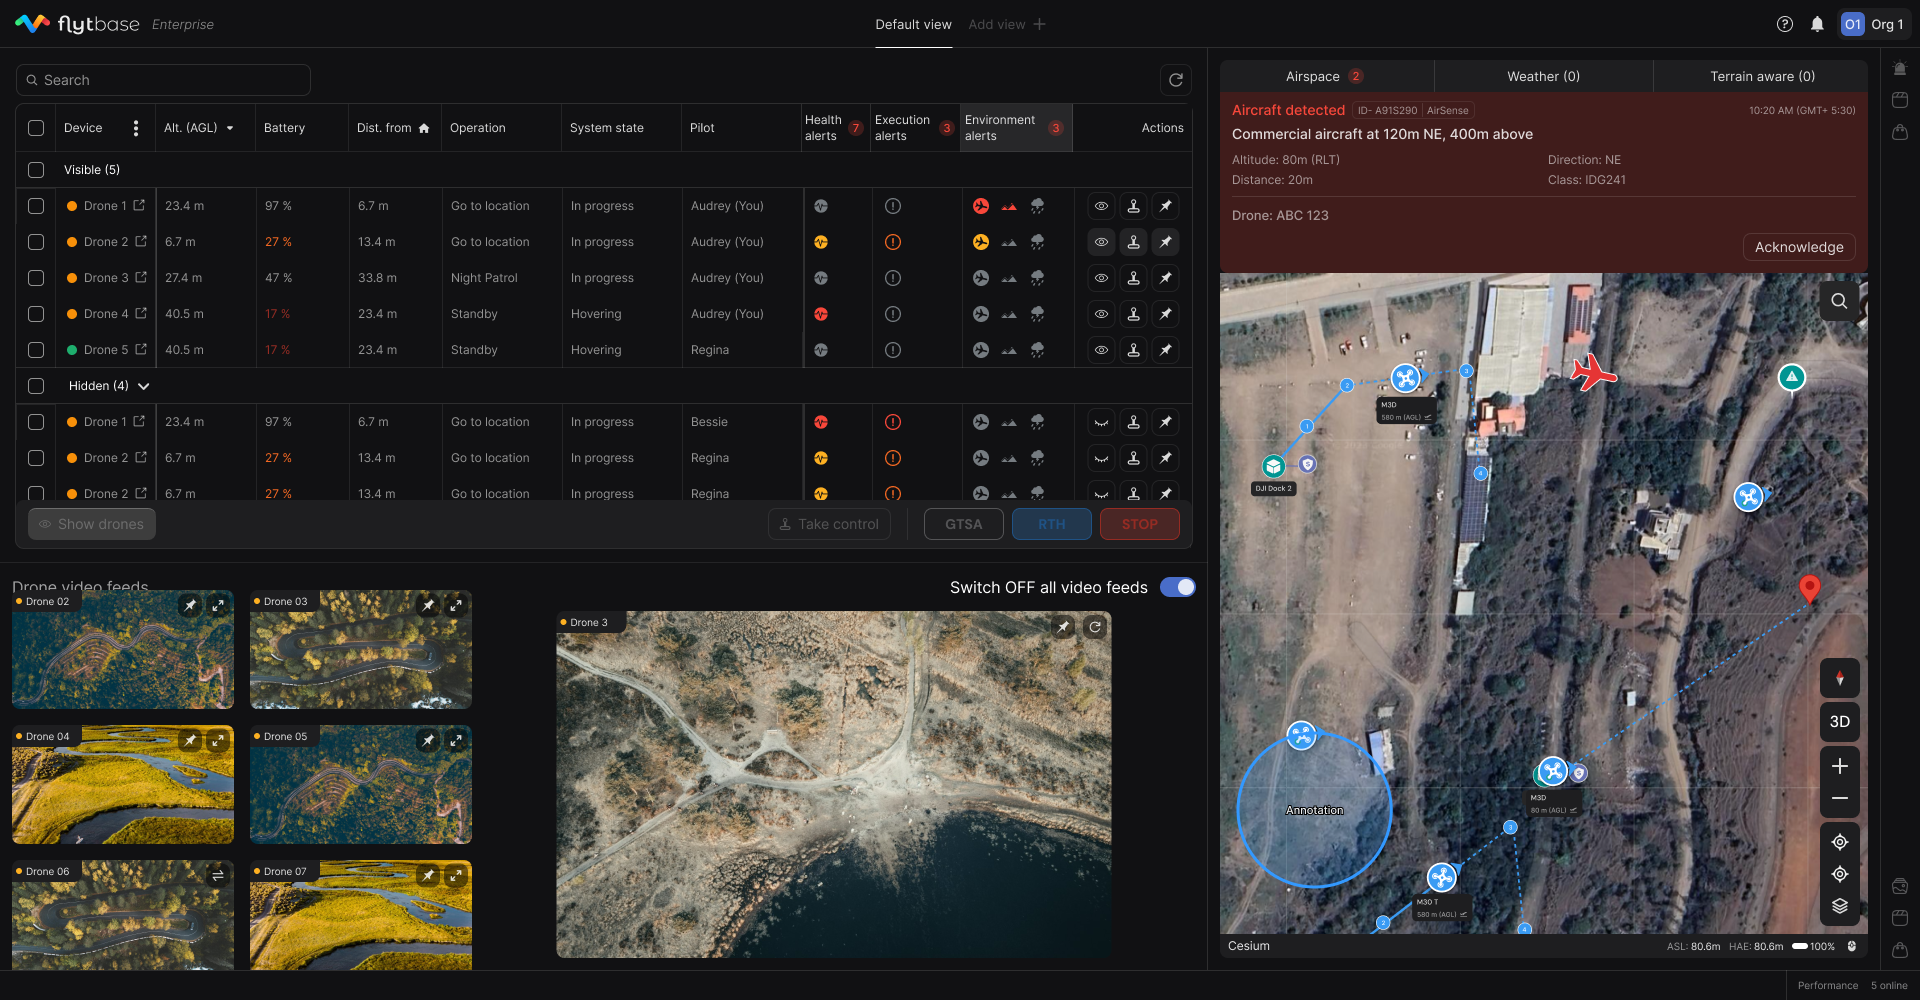 flytbase Enterprise
Default view
Add view
O1 Org 1
Search
Device
Alt. (AGL)
Battery
Dist. from
Operation
System state
Pilot
Health alerts 7
Execution alerts 3
Environment alerts 3
Actions
Visible (5)
Drone 1 23.4 m 97 % 6.7 m Go to location In progress Audrey (You)
Drone 2 6.7 m 27 % 13.4 m Go to location In progress Audrey (You)
Drone 3 27.4 m 47 % 33.8 m Night Patrol In progress Audrey (You)
Drone 4 40.5 m 17 % 23.4 m Standby Hovering Audrey (You)
Drone 5 40.5 m 17 % 23.4 m Standby Hovering Regina
Hidden (4)
Drone 1 23.4 m 97 % 6.7 m Go to location In progress Bessie
Drone 2 6.7 m 27 % 13.4 m Go to location In progress Regina
Drone 2 6.7 m 27 % 13.4 m Go to location In progress Regina
Show drones
Take control
GTSA
RTH
STOP
Drone video feeds
Switch OFF all video feeds
Drone 02
Drone 03
Drone 04
Drone 05
Drone 06
Drone 07
Drone 3
Airspace 2
Weather (0)
Terrain aware (0)
Aircraft detected ID- A91S290 AirSense
10:20 AM (GMT+ 5:30)
Commercial aircraft at 120m NE, 400m above
Altitude: 80m (RLT)
Direction: NE
Distance: 20m
Class: IDG241
Drone: ABC 123
Acknowledge
2
3
M3D
580 m (AGL)
1
4
DJI Dock 2
S
3D
Annotation
S
M3D
80 m (AGL)
3
M30 T
580 m (AGL)
2
4
Cesium
ASL: 80.6m HAE: 80.6m 100%
Performance 5 online